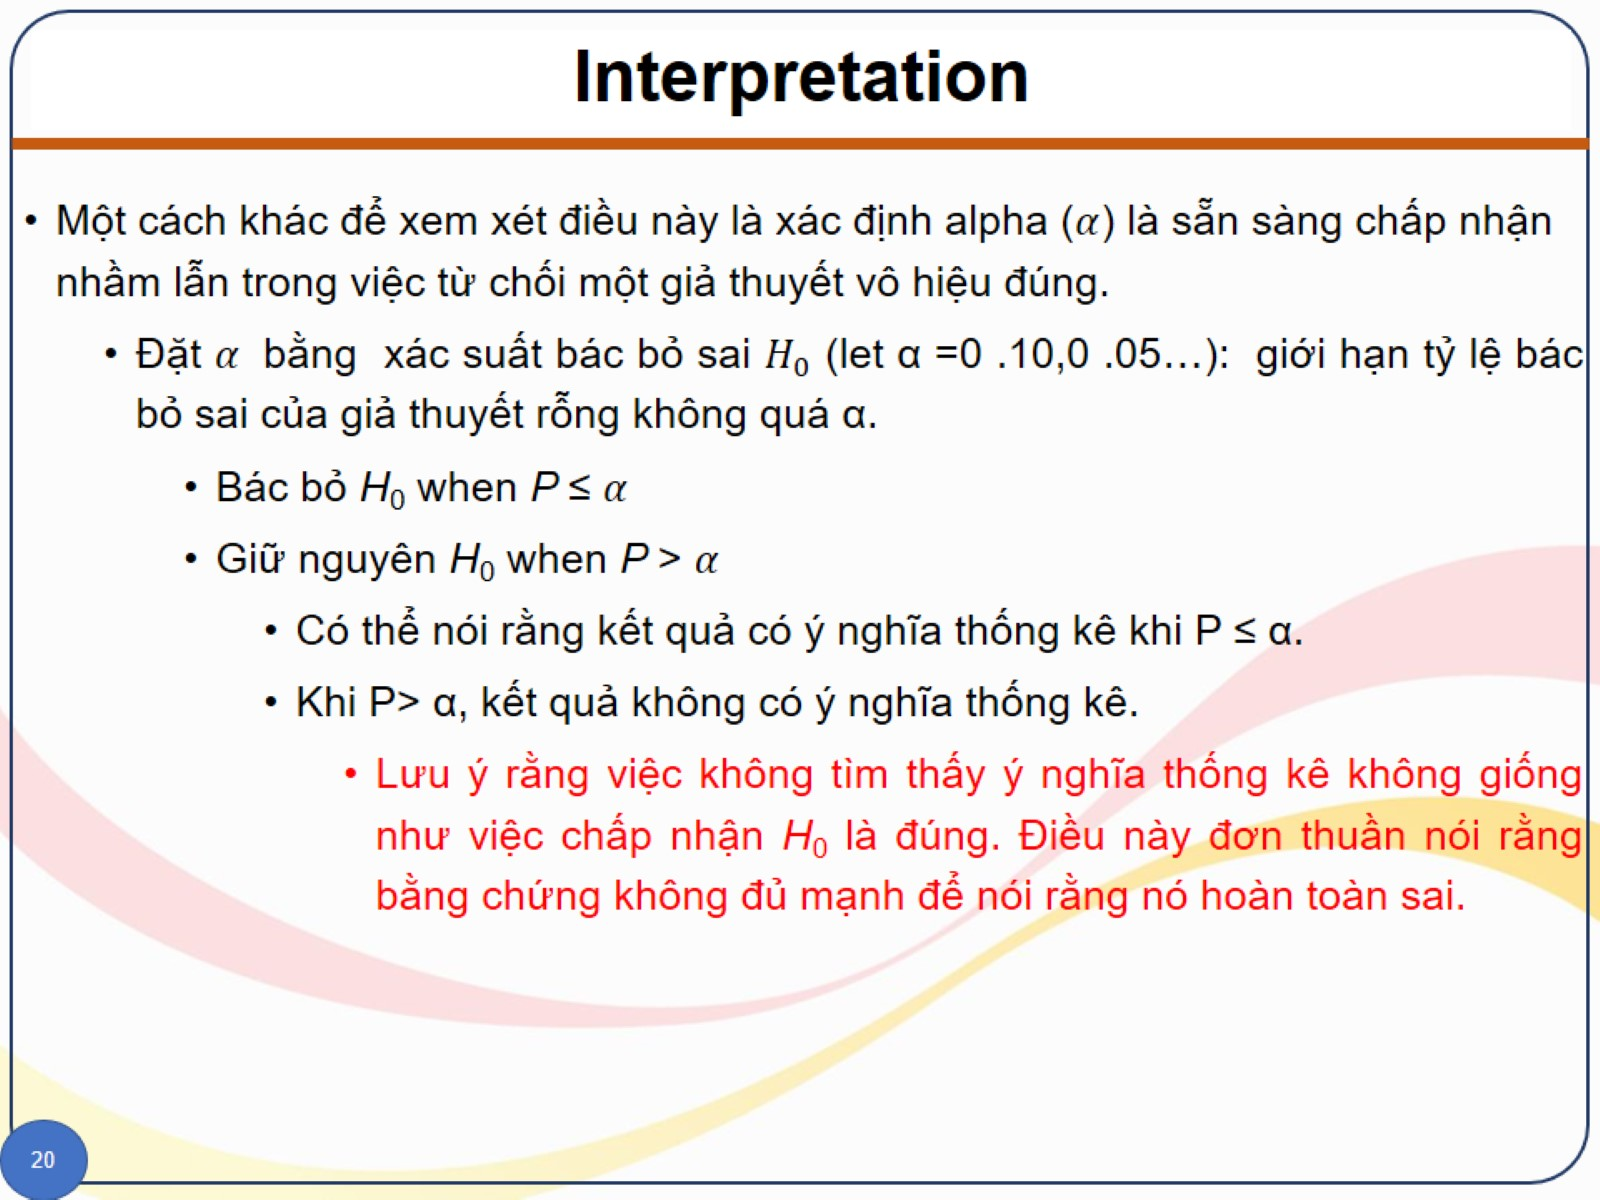 Interpretation
• Một cách khác để xem xét điều này là xác định alpha (𝛼) là sẵn sàng chấp nhận
nhầm lẫn trong việc từ chối một giả thuyết vô hiệu đúng.
• Đặt 𝛼 bằng xác suất bác bỏ sai 𝐻₀ (let α =0 .10,0 .05…): giới hạn tỷ lệ bác
bỏ sai của giả thuyết rỗng không quá α.
• Bác bỏ H₀ when P ≤ 𝛼
• Giữ nguyên H₀ when P > 𝛼
• Có thể nói rằng kết quả có ý nghĩa thống kê khi P ≤ α.
• Khi P> α, kết quả không có ý nghĩa thống kê.
• Lưu ý rằng việc không tìm thấy ý nghĩa thống kê không giống
như việc chấp nhận H₀ là đúng. Điều này đơn thuần nói rằng
bằng chứng không đủ mạnh để nói rằng nó hoàn toàn sai.
20